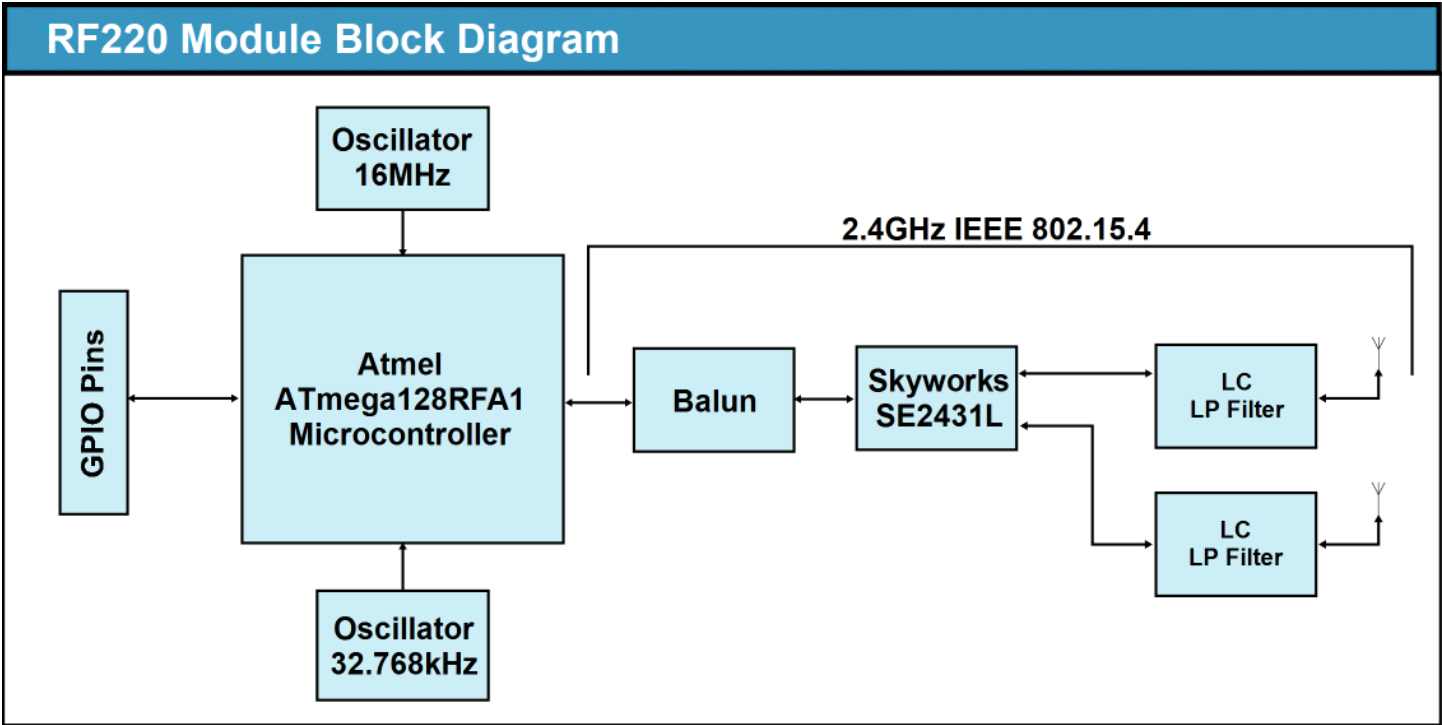 RF220 Module Block Diagram
Oscillator
16MHz
2.4GHz IEEE 802.15.4
GPIO Pins
Atmel
ATmega128RFA1
Microcontroller
Balun
Skyworks
SE2431L
LC
LP Filter
LC
LP Filter
Oscillator
32.768kHz